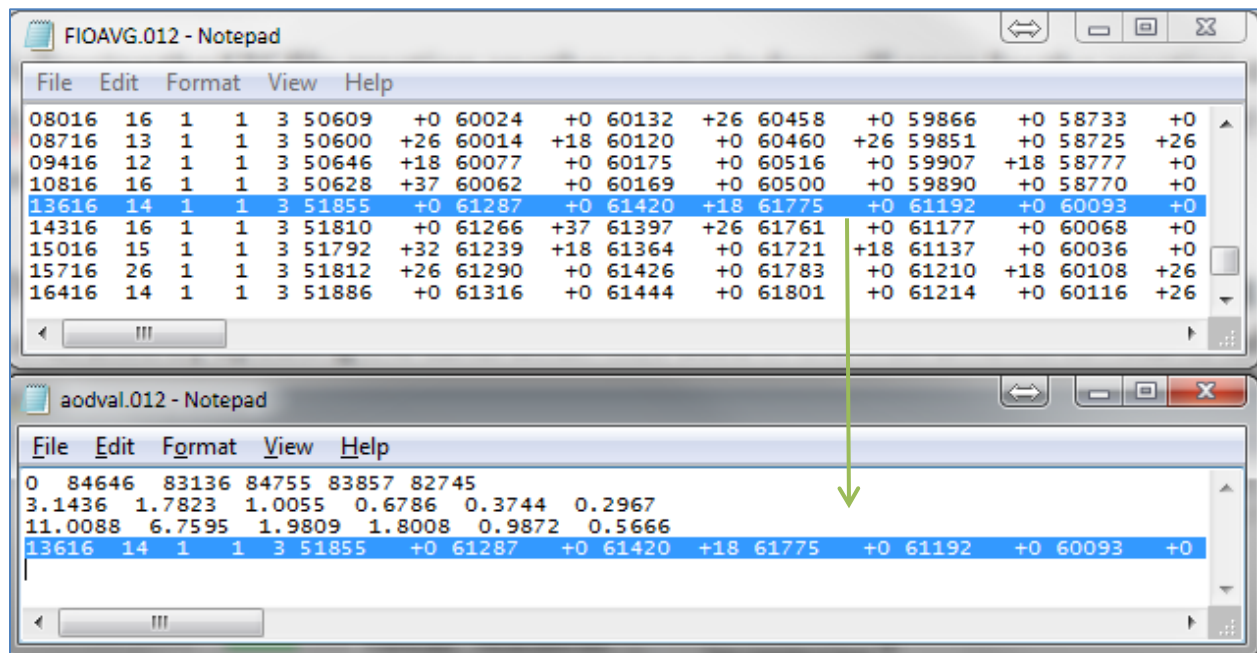 FIOAVG.012 - Notepad
File Edit Format View Help
08016 16 1 1 3 50609 +0 60024 +0 60132 +26 60458 +0 59866 +0 58733 +0
08716 13 1 1 3 50600 +26 60014 +18 60120 +0 60460 +26 59851 +0 58725 +26
09416 12 1 1 3 50646 +18 60077 +0 60175 +0 60516 +0 59907 +18 58777 +0
10816 16 1 1 3 50628 +37 60062 +0 60169 +0 60500 +0 59890 +0 58770 +0
13616 14 1 1 3 51855 +0 61287 +0 61420 +18 61775 +0 61192 +0 60093 +0
14316 16 1 1 3 51810 +0 61266 +37 61397 +26 61761 +0 61177 +0 60068 +0
15016 15 1 1 3 51792 +32 61239 +18 61364 +0 61721 +18 61137 +0 60036 +0
15716 26 1 1 3 51812 +26 61290 +0 61426 +0 61783 +0 61210 +18 60108 +26
16416 14 1 1 3 51886 +0 61316 +0 61444 +0 61801 +0 61214 +0 60116 +26
aodval.012 - Notepad
File Edit Format View Help
0 84646 83136 84755 83857 82745
3.1436 1.7823 1.0055 0.6786 0.3744 0.2967
11.0088 6.7595 1.9809 1.8008 0.9872 0.5666
13616 14 1 1 3 51855 +0 61287 +0 61420 +18 61775 +0 61192 +0 60093 +0